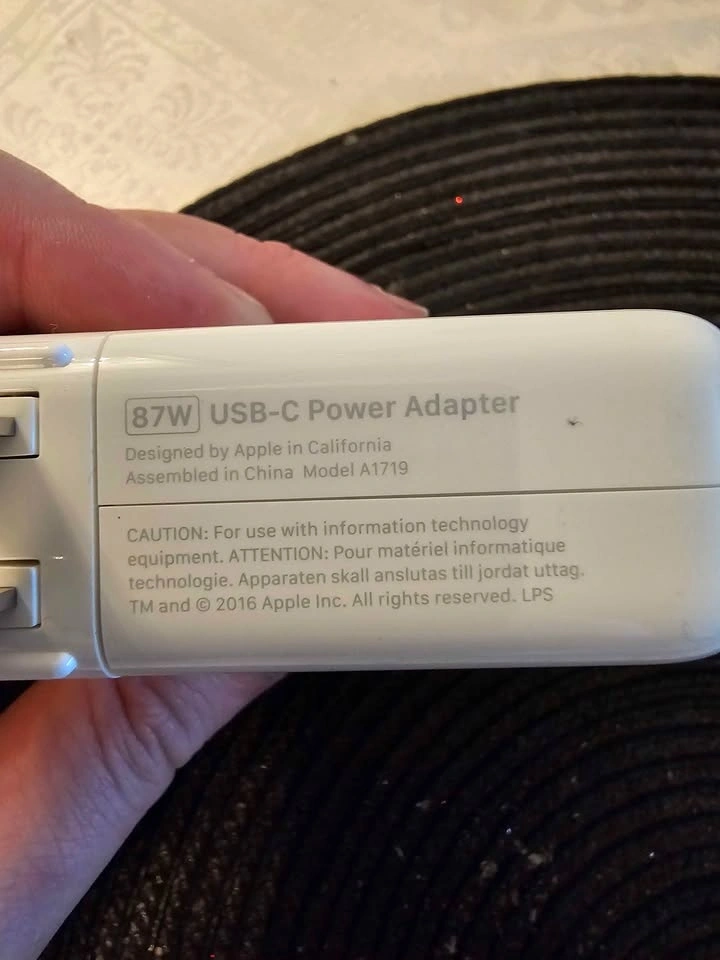 87W USB-C Power Adapter
Designed by Apple in California
Assembled in China Model A1719
CAUTION: For use with information technology
equipment. ATTENTION: Pour matériel informatique
technologie. Apparaten skall anslutas till jordat uttag.
TM and © 2016 Apple Inc. All rights reserved. LPS